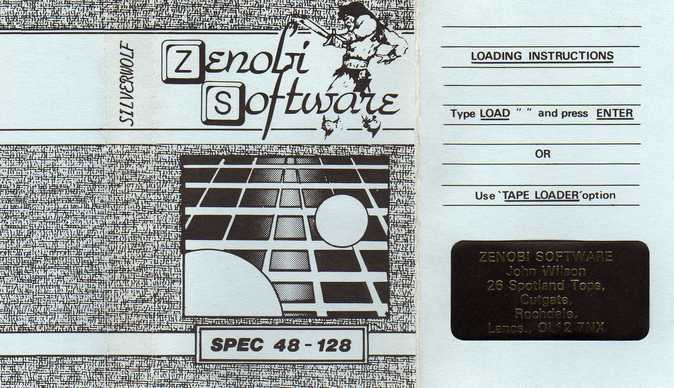 SILVERWOLF
Zenobi
Software
SPEC 48-128
LOADING INSTRUCTIONS
Type LOAD " " and press ENTER
OR
Use 'TAPE LOADER' option
ZENOBI SOFTWARE
John Wilson
26 Spotland Tops,
Cutgate,
Rochdale,
Lancs., OL12 7NX